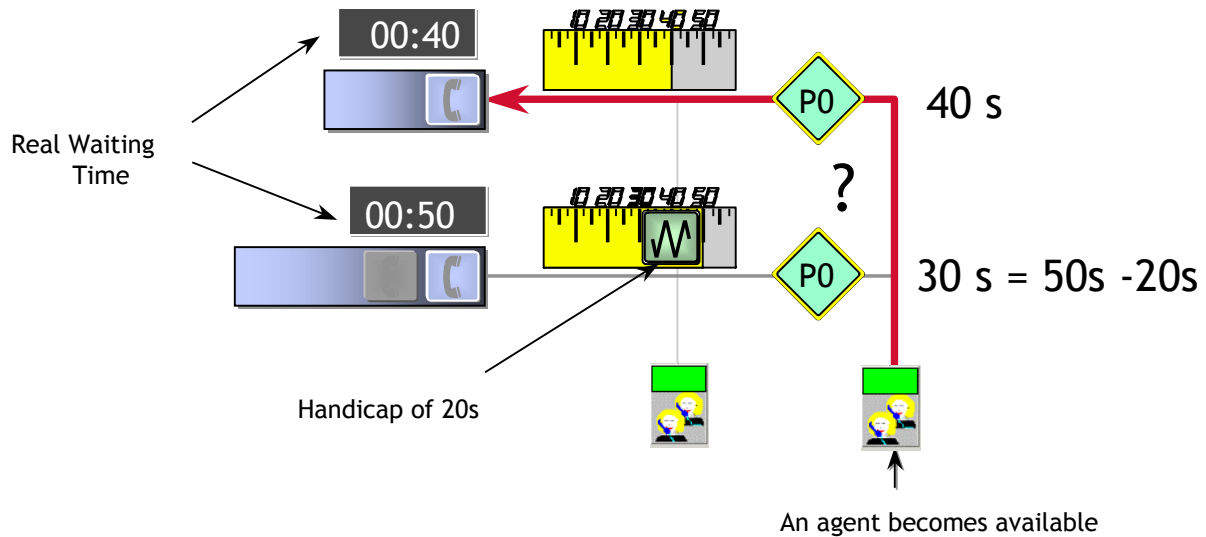 10 20 30 40 50
00:40
P0
40 s
Real Waiting
Time
?
10 20 30 40 50
00:50
P0
30 s = 50s -20s
Handicap of 20s
An agent becomes available